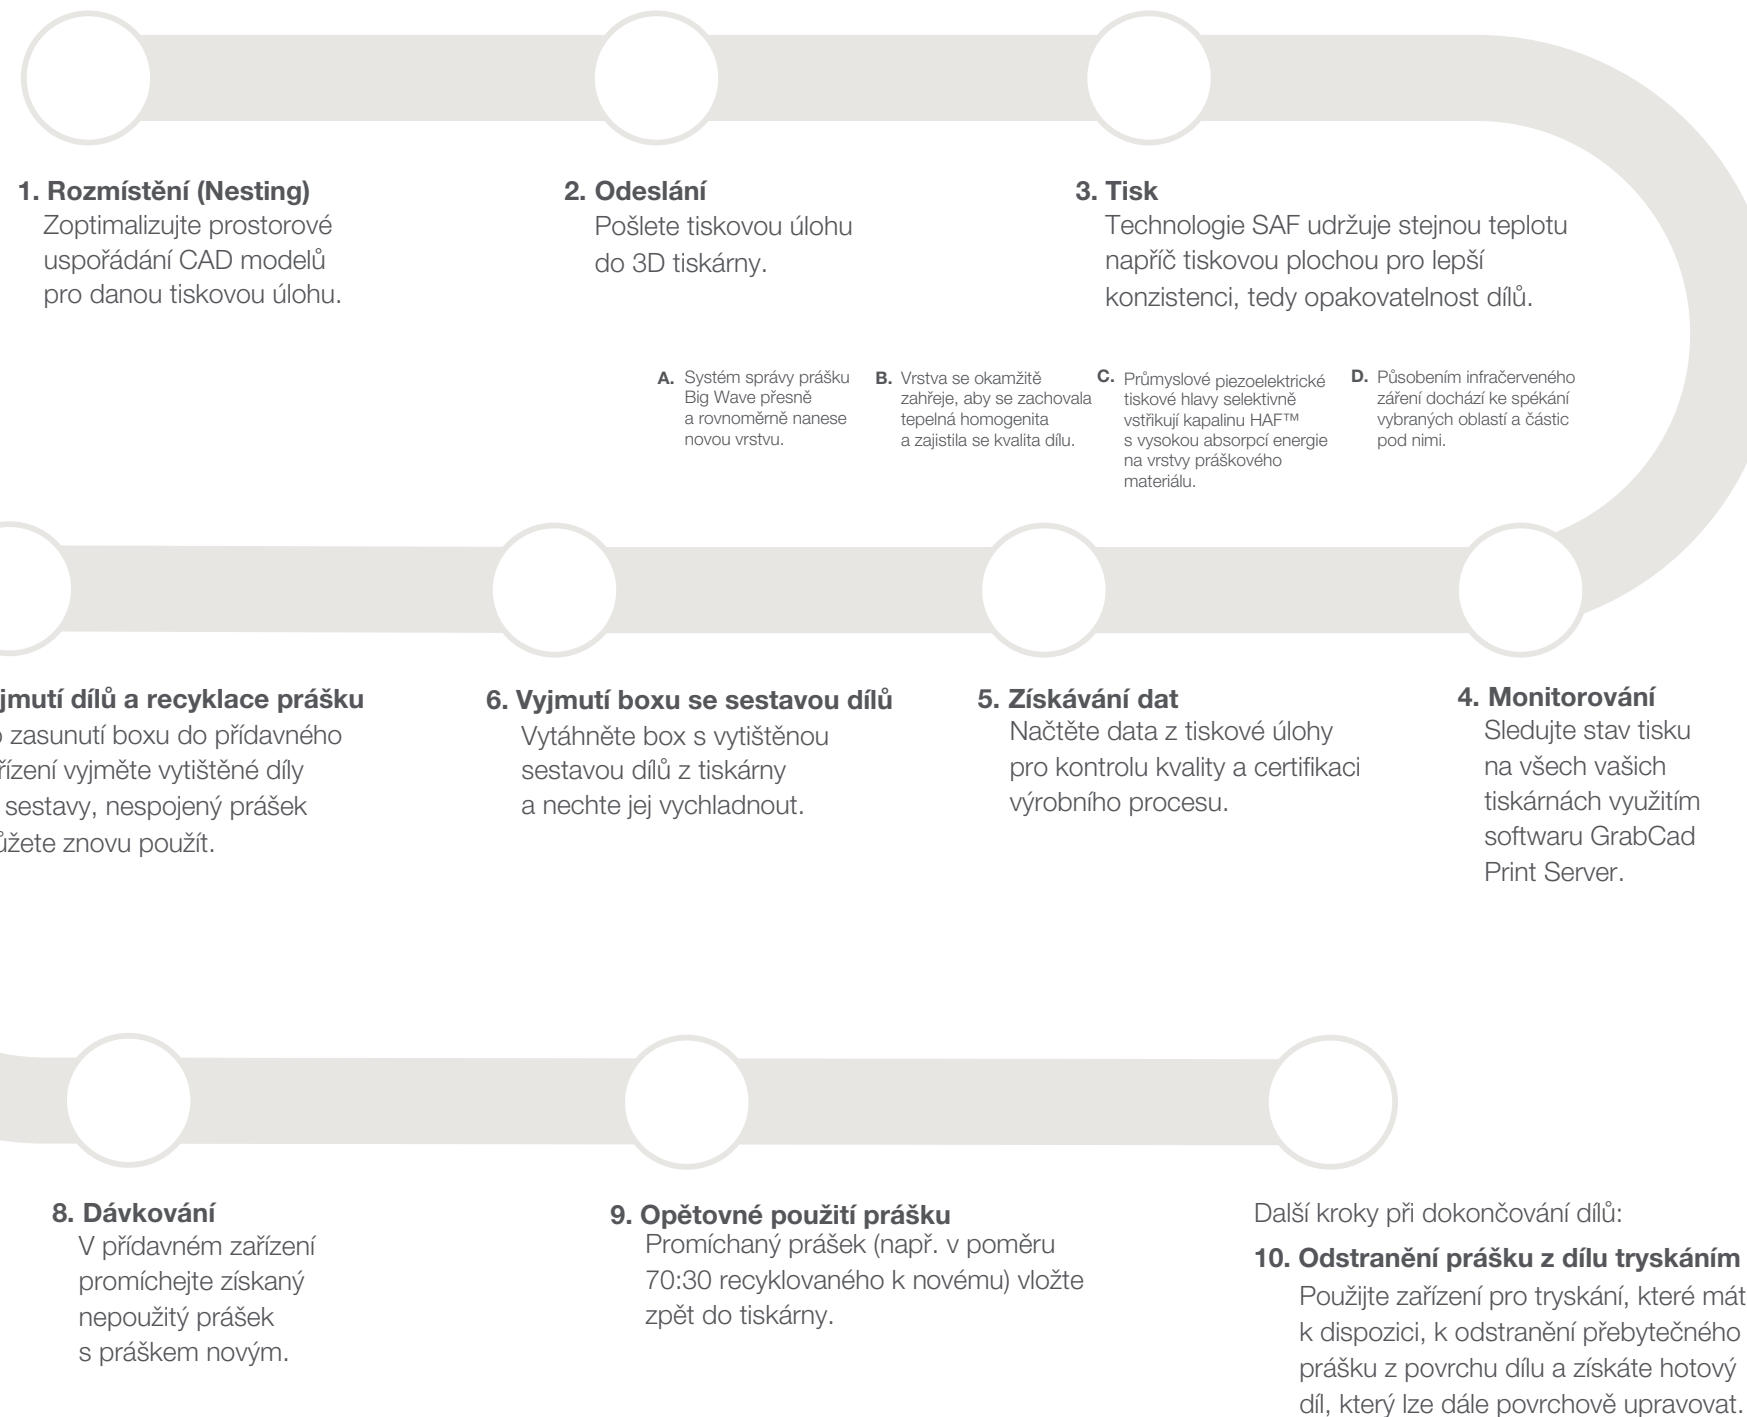 1. Rozmístění (Nesting)
Zoptimalizujte prostorové
uspořádání CAD modelů
pro danou tiskovou úlohu.
2. Odeslání
Pošlete tiskovou úlohu
do 3D tiskárny.
3. Tisk
Technologie SAF udržuje stejnou teplotu
napříč tiskovou plochou pro lepší
konzistenci, tedy opakovatelnost dílů.
A. Systém správy prášku
Big Wave přesně
a rovnoměrně nanese
novou vrstvu.
B. Vrstva se okamžitě
zahřeje, aby se zachovala
tepelná homogenita
a zajistila se kvalita dílu.
C. Průmyslové piezoelektrické
tiskové hlavy selektivně
vstřikují kapalinu HAF™
s vysokou absorpcí energie
na vrstvy práškového
materiálu.
D. Působením infračerveného
záření dochází ke spékání
vybraných oblastí a částic
pod nimi.
jmutí dílů a recyklace prášku
o zasunutí boxu do přídavného
řízení vyjměte vytištěné díly
sestavy, nespojený prášek
ůžete znovu použít.
6. Vyjmutí boxu se sestavou dílů
Vytáhněte box s vytištěnou
sestavou dílů z tiskárny
a nechte jej vychladnout.
5. Získávání dat
Načtěte data z tiskové úlohy
pro kontrolu kvality a certifikaci
výrobního procesu.
4. Monitorování
Sledujte stav tisku
na všech vašich
tiskárnách využitím
softwaru GrabCad
Print Server.
8. Dávkování
V přídavném zařízení
promíchejte získaný
nepoužitý prášek
s práškem novým.
9. Opětovné použití prášku
Promíchaný prášek (např. v poměru
70:30 recyklovaného k novému) vložte
zpět do tiskárny.
Další kroky při dokončování dílů:
10. Odstranění prášku z dílu tryskáním
Použijte zařízení pro tryskání, které mát
k dispozici, k odstranění přebytečného
prášku z povrchu dílu a získáte hotový
díl, který lze dále povrchově upravovat.